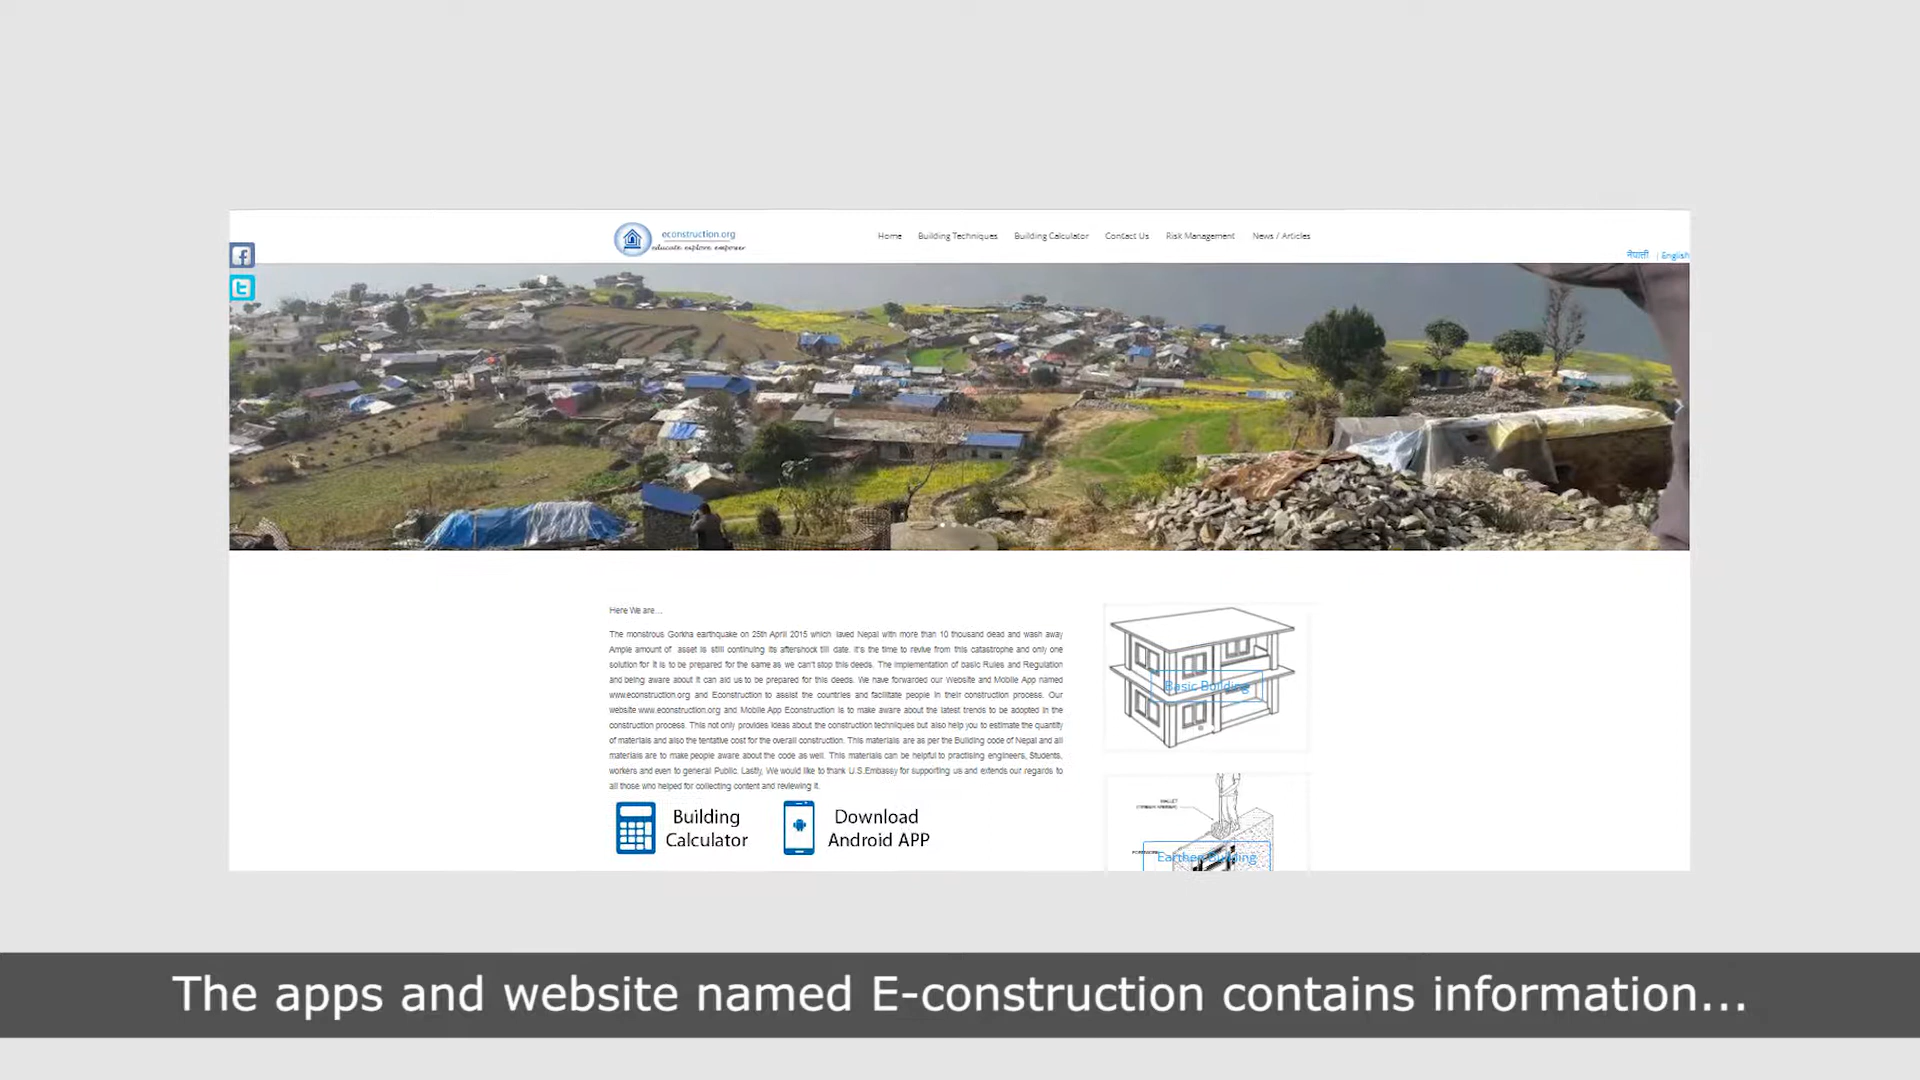 econstruction.org
educate. explore. empower
Home
Building Techniques
Building Calculator
Contact Us
Risk Management
News / Articles
नेपाली | English
Here We are...
The monstrous Gorkha earthquake on 25th April 2015 which laved Nepal with more than 10 thousand dead and wash away
Ample amount of asset is still continuing its aftershock till date. It's the time to revive from this catastrophe and only one
solution for it is to be prepared for the same as we can't stop this deeds. The implementation of basic Rules and Regulation
and being aware about it can aid us to be prepared for this deeds. We have forwarded our Website and Mobile App named
www.econstruction.org and Econstruction to assist the countries and facilitate people in their construction process. Our
website www.econstruction.org and Mobile App Econstruction is to make aware about the latest trends to be adopted in the
construction process. This not only provides ideas about the construction techniques but also help you to estimate the quantity
of materials and also the tentative cost for the overall construction. This materials are as per the Building code of Nepal and all
materials are to make people aware about the code as well. This materials can be helpful to practising engineers, Students,
workers and even to general Public. Lastly, We would like to thank U.S.Embassy for supporting us and extends our regards to
all those who helped for collecting content and reviewing it.
Building
Calculator
Download
Android APP
Basic Building
Earthen Building
The apps and website named E-construction contains information...